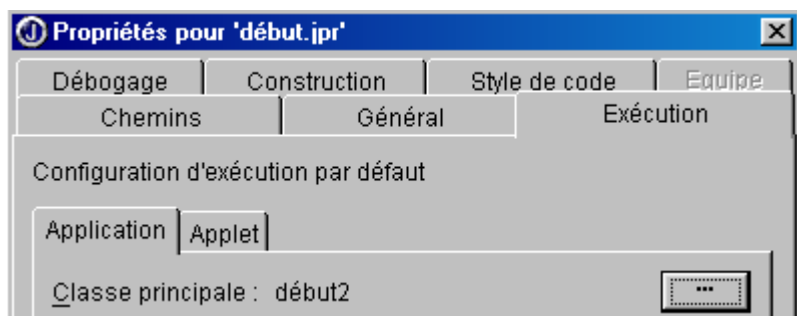 Propriétés pour 'début.jpr'
Débogage Construction Style de code Equipe
Chemins Général Exécution
Configuration d'exécution par défaut
Application Applet
Classe principale : début2 ...